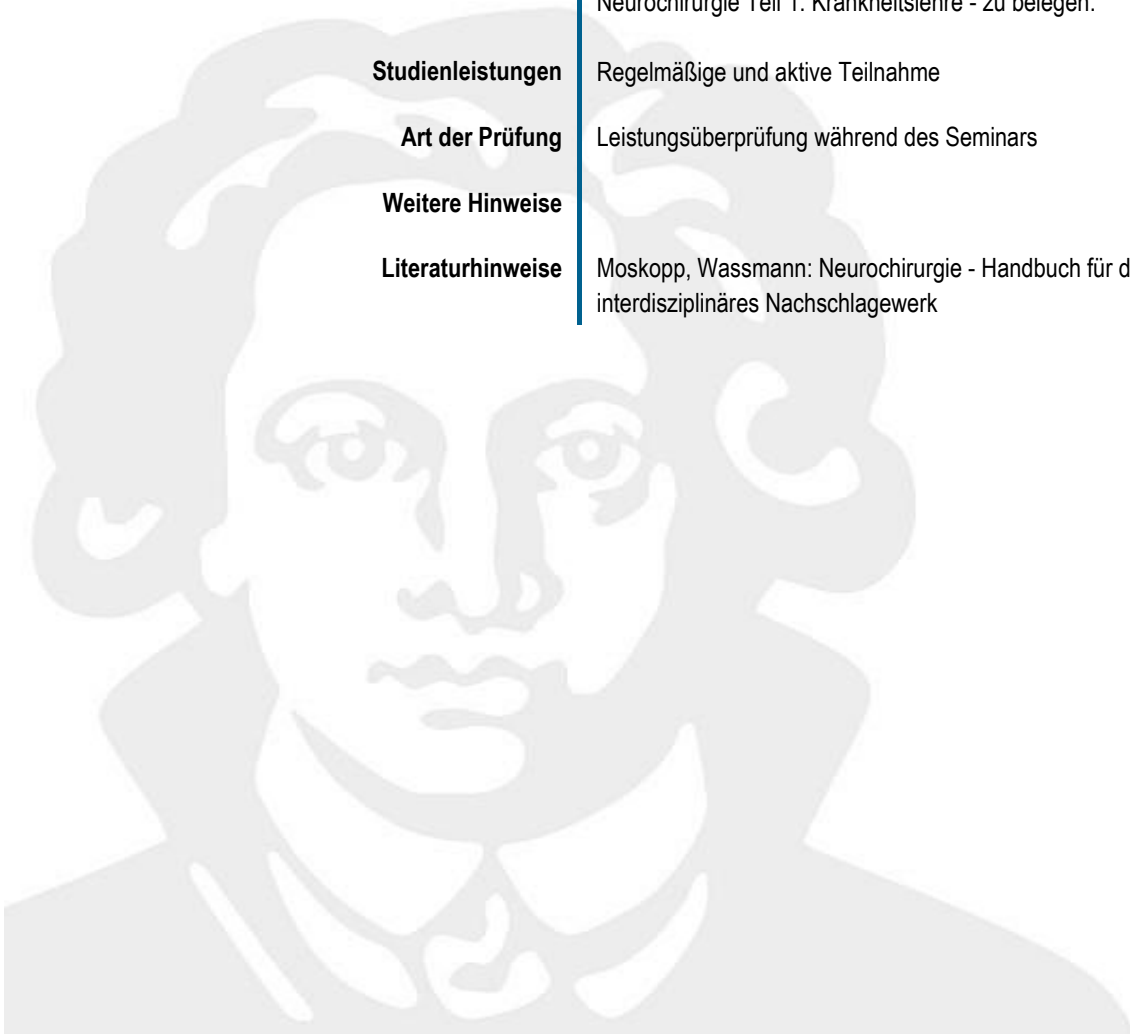 Neurochirurgie Teil 1: Krankheitslehre - zu belegen.
Studienleistungen Regelmäßige und aktive Teilnahme
Art der Prüfung Leistungsüberprüfung während des Seminars
Weitere Hinweise
Literaturhinweise Moskopp, Wassmann: Neurochirurgie - Handbuch für d
interdisziplinäres Nachschlagewerk